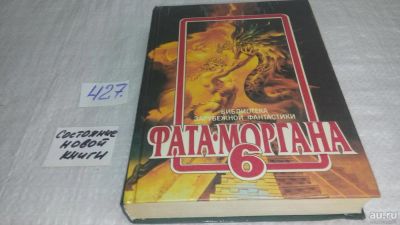 427.
СОСТОЯНИЕ
НОВОЙ
КНИГИ
БИБЛИОТЕКА
ЗАРУБЕЖНОЙ ФАНТАСТИКИ
ФАТА-МОРГАНА
6
au.ru